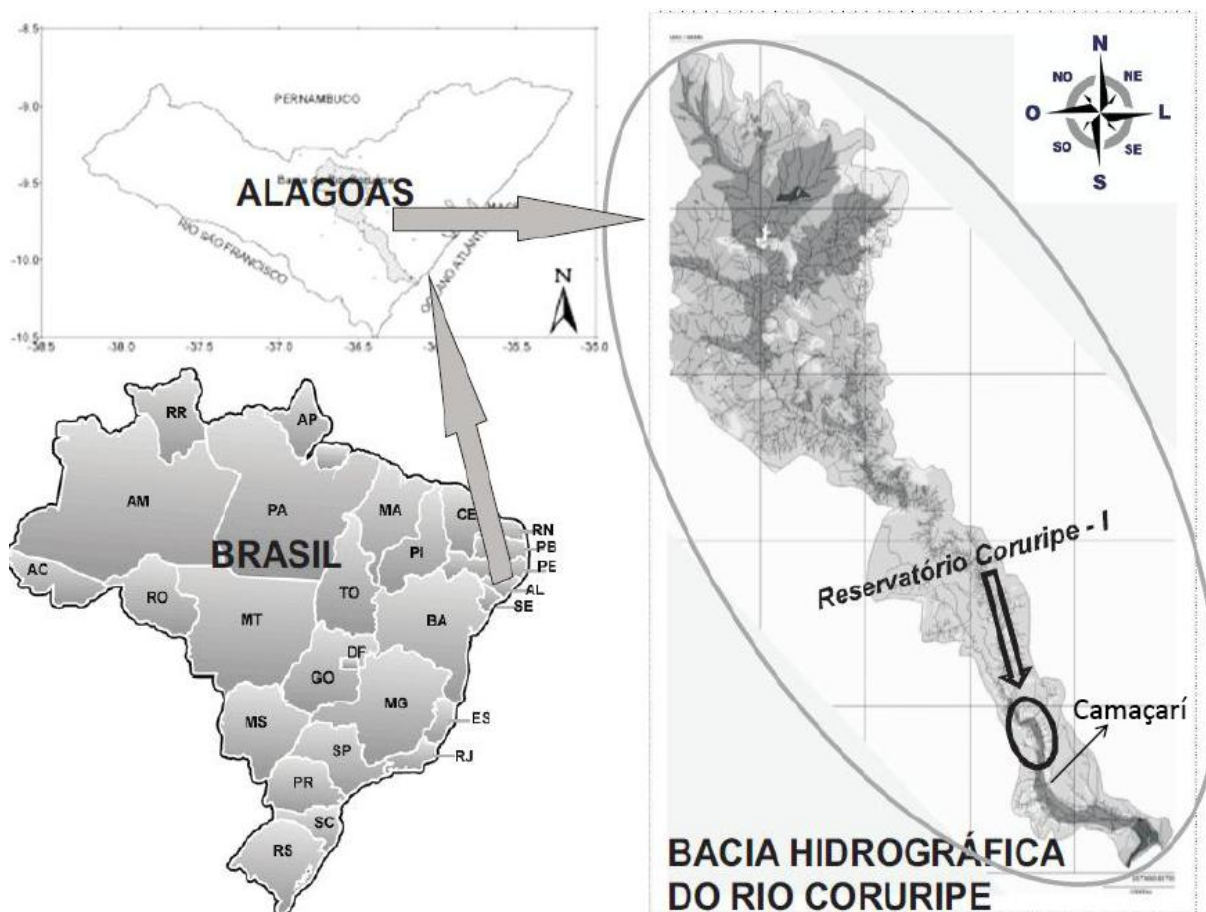 -8.5
PERNAMBUCO
-9.0
-9.5
ALAGOAS
RIO SÃO FRANCISCO
-10.0
N
-10.5
-38.5 -38.0 -37.5 -37.0 -36.5 -35.5 -35.0
RR
AP
AM
PA
MA
CE
RN
PB
PI
PE
BRASIL
AC
AL
RO
TO
SE
MT
BA
DF
GO
MG
MS
ES
SP
RJ
PR
SC
RS
N
NO NE
O L
SO SE
S
Reservatório Coruripe - I
Camaçarí
BACIA HIDROGRÁFICA
DO RIO CORURIPE